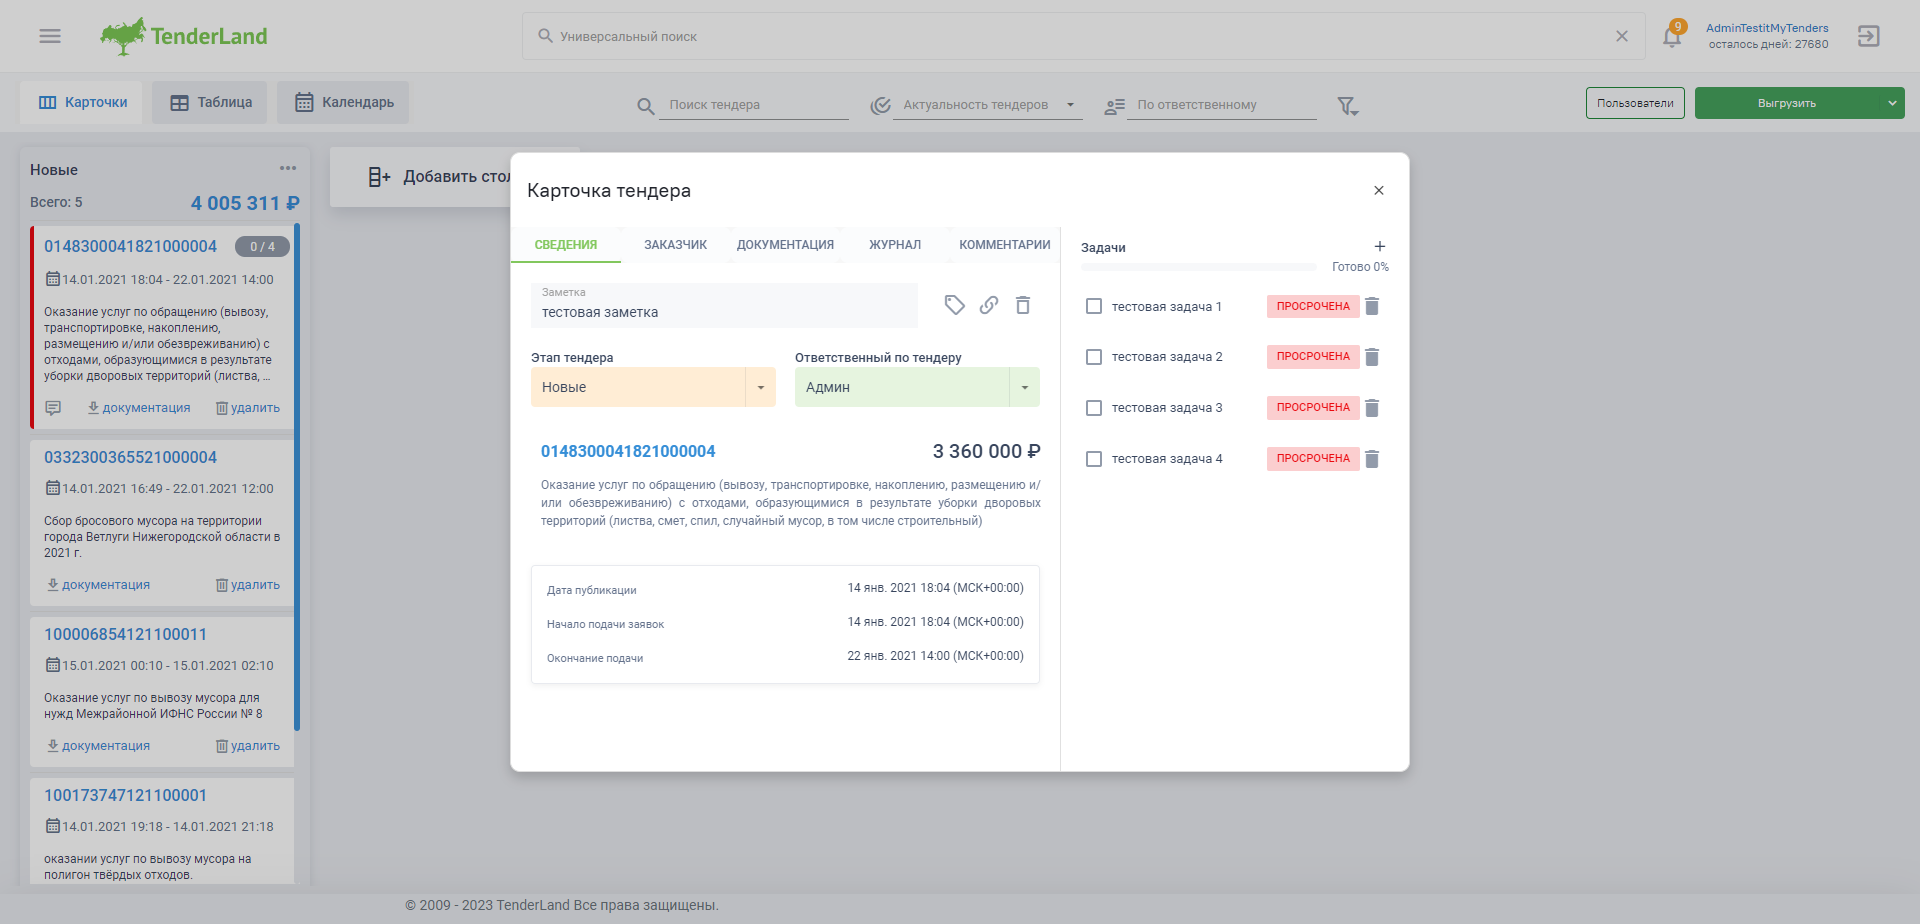 TenderLand
Универсальный поиск
9
AdminTestitMyTenders
осталось дней: 27680
Карточки
Таблица
Календарь
Поиск тендера
Актуальность тендеров
По ответственному
Пользователи
Выгрузить
Новые
Всего: 5
4 005 311 ₽
0148300041821000004
0 / 4
14.01.2021 18:04 - 22.01.2021 14:00
Оказание услуг по обращению (вывозу,
транспортировке, накоплению,
размещению и/или обезвреживанию) с
отходами, образующимися в результате
уборки дворовых территорий (листва, ...
документация
удалить
0332300365521000004
14.01.2021 16:49 - 22.01.2021 12:00
Сбор бросового мусора на территории
города Ветлуги Нижегородской области в
2021 г.
документация
удалить
100006854121100011
15.01.2021 00:10 - 15.01.2021 02:10
Оказание услуг по вывозу мусора для
нужд Межрайонной ИФНС России № 8
документация
удалить
100173747121100001
14.01.2021 19:18 - 14.01.2021 21:18
оказании услуг по вывозу мусора на
полигон твёрдых отходов.
Добавить стол
Карточка тендера
СВЕДЕНИЯ
ЗАКАЗЧИК
ДОКУМЕНТАЦИЯ
ЖУРНАЛ
КОММЕНТАРИИ
Заметка
тестовая заметка
Этап тендера
Новые
Ответственный по тендеру
Админ
0148300041821000004
3 360 000 ₽
Оказание услуг по обращению (вывозу, транспортировке, накоплению, размещению и/
или обезвреживанию) с отходами, образующимися в результате уборки дворовых
территорий (листва, смет, спил, случайный мусор, в том числе строительный)
Дата публикации
14 янв. 2021 18:04 (МСК+00:00)
Начало подачи заявок
14 янв. 2021 18:04 (МСК+00:00)
Окончание подачи
22 янв. 2021 14:00 (МСК+00:00)
Задачи
Готово 0%
тестовая задача 1
ПРОСРОЧЕНА
тестовая задача 2
ПРОСРОЧЕНА
тестовая задача 3
ПРОСРОЧЕНА
тестовая задача 4
ПРОСРОЧЕНА
© 2009 - 2023 TenderLand Все права защищены.